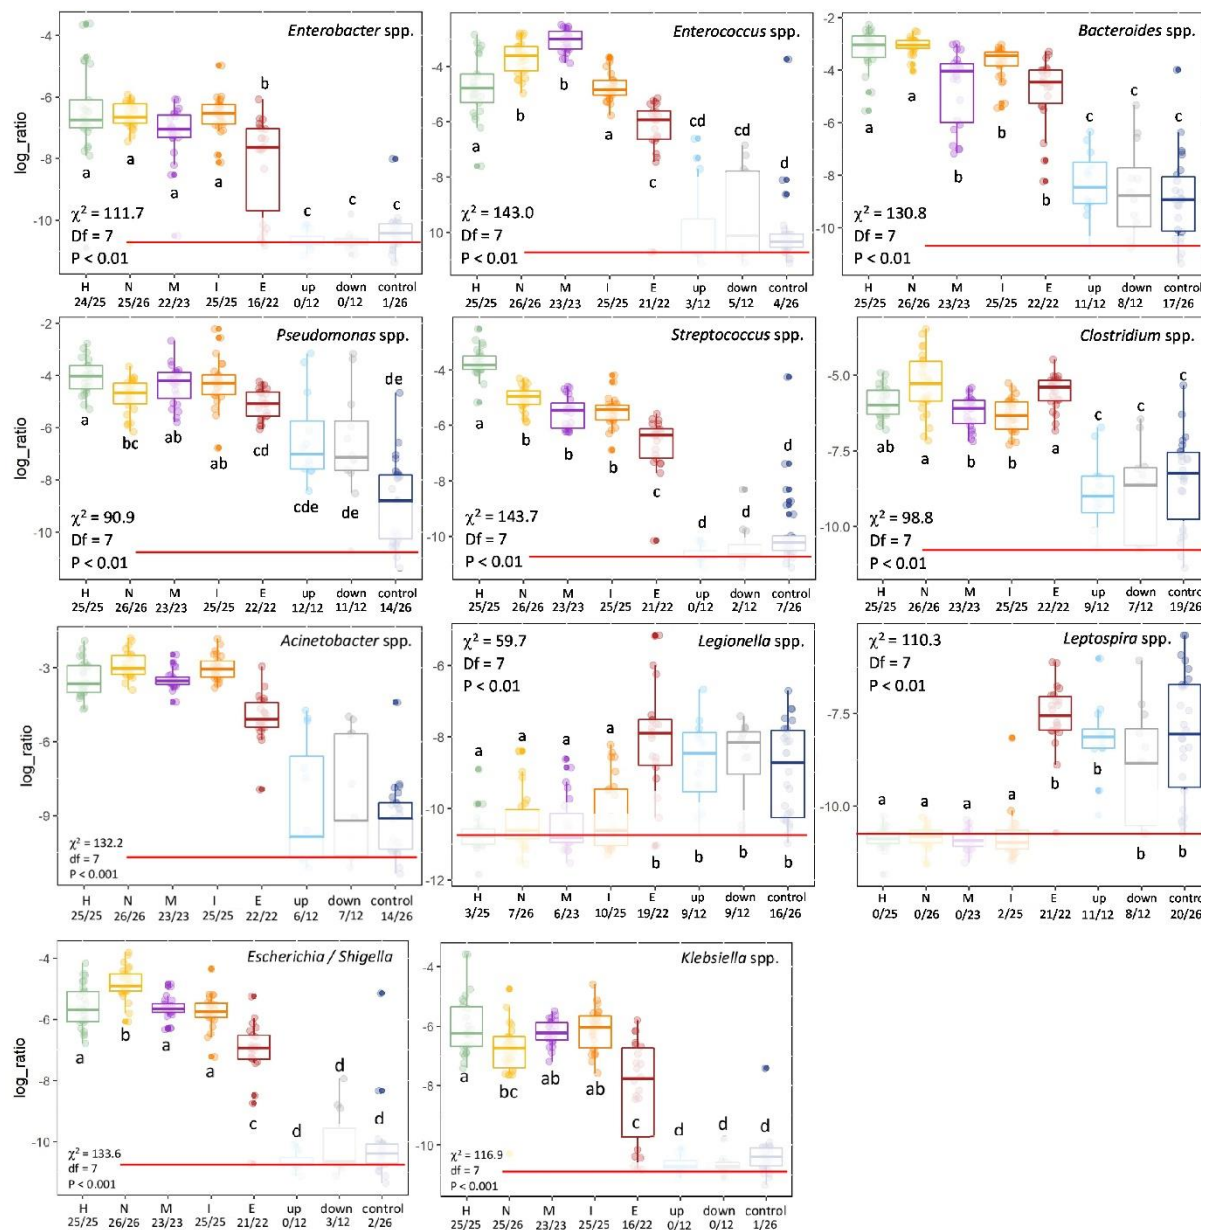 Enterobacter spp.
log_ratio
-4
-6
-8
-10
b
a
a
a
a
c
c
c
χ² = 111.7
Df = 7
P < 0.01
H N M I E up down control
24/25 25/26 22/23 25/25 16/22 0/12 0/12 1/26
Enterococcus spp.
-4
-6
-8
10
b
b
a
a
c
cd
cd
d
χ² = 143.0
Df = 7
P < 0.01
H N M I E up down control
25/25 26/26 23/23 25/25 21/22 3/12 5/12 4/26
Bacteroides spp.
-2
-4
-6
-8
-10
a
a
b
b
b
c
c
c
χ² = 130.8
Df = 7
P < 0.01
H N M I E up down control
25/25 26/26 23/23 25/25 22/22 11/12 8/12 17/26
Pseudomonas spp.
log_ratio
-2
-4
-6
-8
-10
a
bc
ab
ab
cd
cde
de
de
χ² = 90.9
Df = 7
P < 0.01
H N M I E up down control
25/25 26/26 23/23 25/25 22/22 12/12 11/12 14/26
Streptococcus spp.
-2
-4
-6
-8
-10
a
b
b
b
c
d
d
d
χ² = 143.7
Df = 7
P < 0.01
H N M I E up down control
25/25 26/26 23/23 25/25 21/22 0/12 2/12 7/26
Clostridium spp.
-5.0
-7.5
-10.0
ab
a
b
b
a
c
c
c
χ² = 98.8
Df = 7
P < 0.01
H N M I E up down control
25/25 26/26 23/23 25/25 22/22 9/12 7/12 19/26
Acinetobacter spp.
log_ratio
-3
-6
-9
χ² = 132.2
df = 7
P < 0.001
H N M I E up down control
25/25 26/26 23/23 25/25 22/22 6/12 7/12 14/26
χ² = 59.7
Legionella spp.
Df = 7
P < 0.01
-6
-8
-10
-12
a
a
a
a
b
b
b
b
H N M I E up down control
3/25 7/26 6/23 10/25 19/22 9/12 9/12 16/26
χ² = 110.3
Leptospira spp.
Df = 7
P < 0.01
-7.5
-10.0
a
a
a
a
b
b
b
b
H N M I E up down control
0/25 0/26 0/23 2/25 21/22 11/12 8/12 20/26
Escherichia / Shigella
log_ratio
-4
-6
-8
-10
a
b
a
a
c
d
d
d
χ² = 133.6
df = 7
P < 0.001
H N M I E up down control
25/25 26/26 23/23 25/25 21/22 0/12 3/12 2/26
Klebsiella spp.
-4
-6
-8
-10
a
bc
ab
ab
c
d
d
d
χ² = 116.9
df = 7
P < 0.001
H N M I E up down control
25/25 25/26 23/23 25/25 16/22 0/12 0/12 1/26